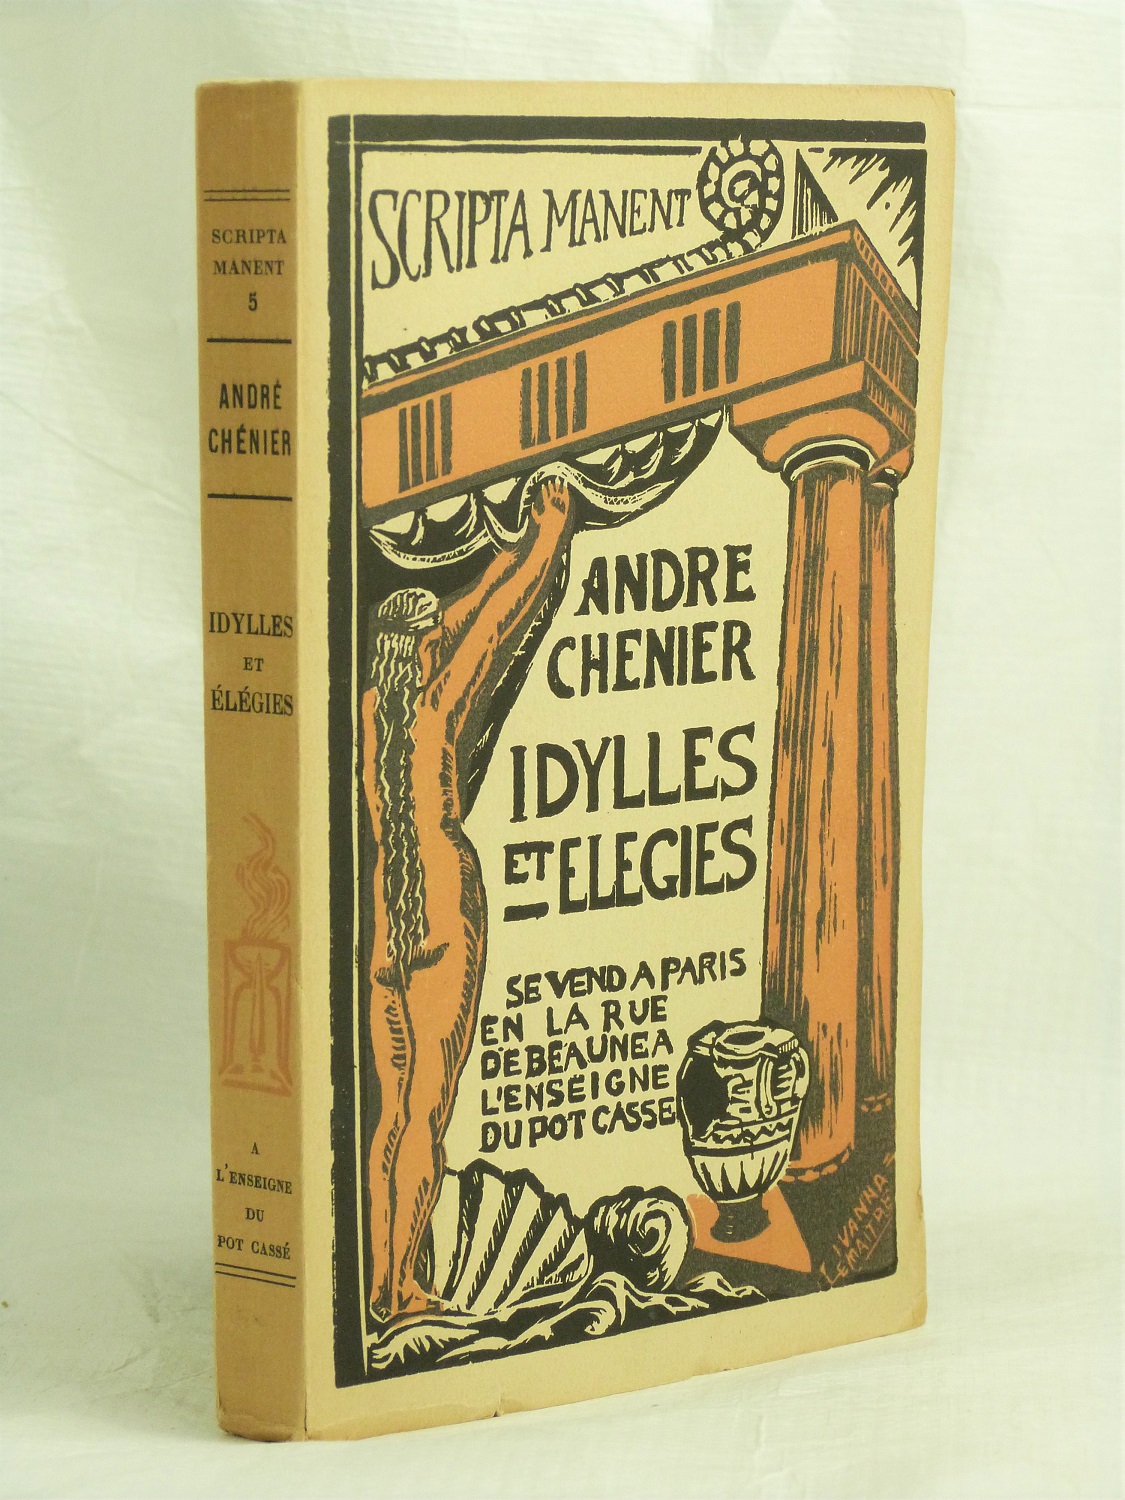 SCRIPTA
MANENT
5
ANDRÉ
CHÉNIER
IDYLLES
ET
ÉLÉGIES
A
L'ENSEIGNE
DU
POT CASSÉ
SCRIPTA MANENT
ANDRE
CHENIER
IDYLLES
ET ELEGIES
SE VEND A PARIS
EN LA RUE
DE BEAUNE A
L'ENSEIGNE
DU POT CASSE
IVANNA
LEMAITRE